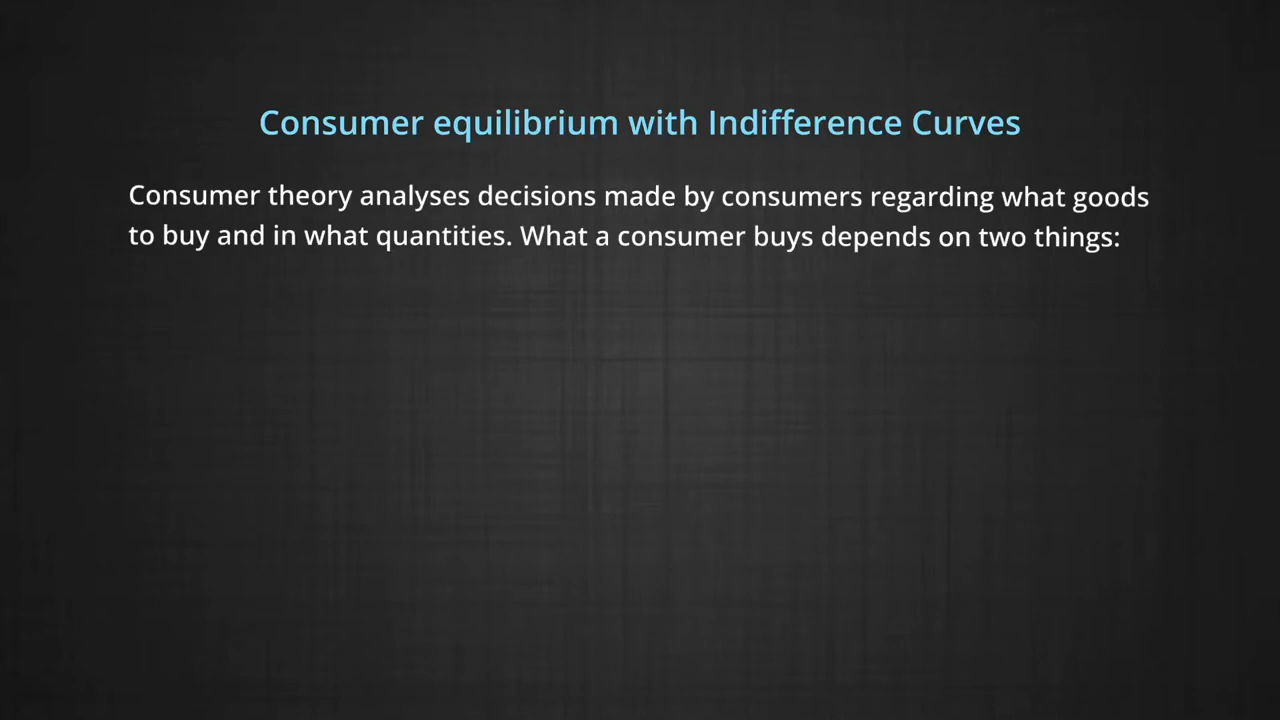 Consumer equilibrium with Indifference Curves
Consumer theory analyses decisions made by consumers regarding what goods
to buy and in what quantities. What a consumer buys depends on two things: